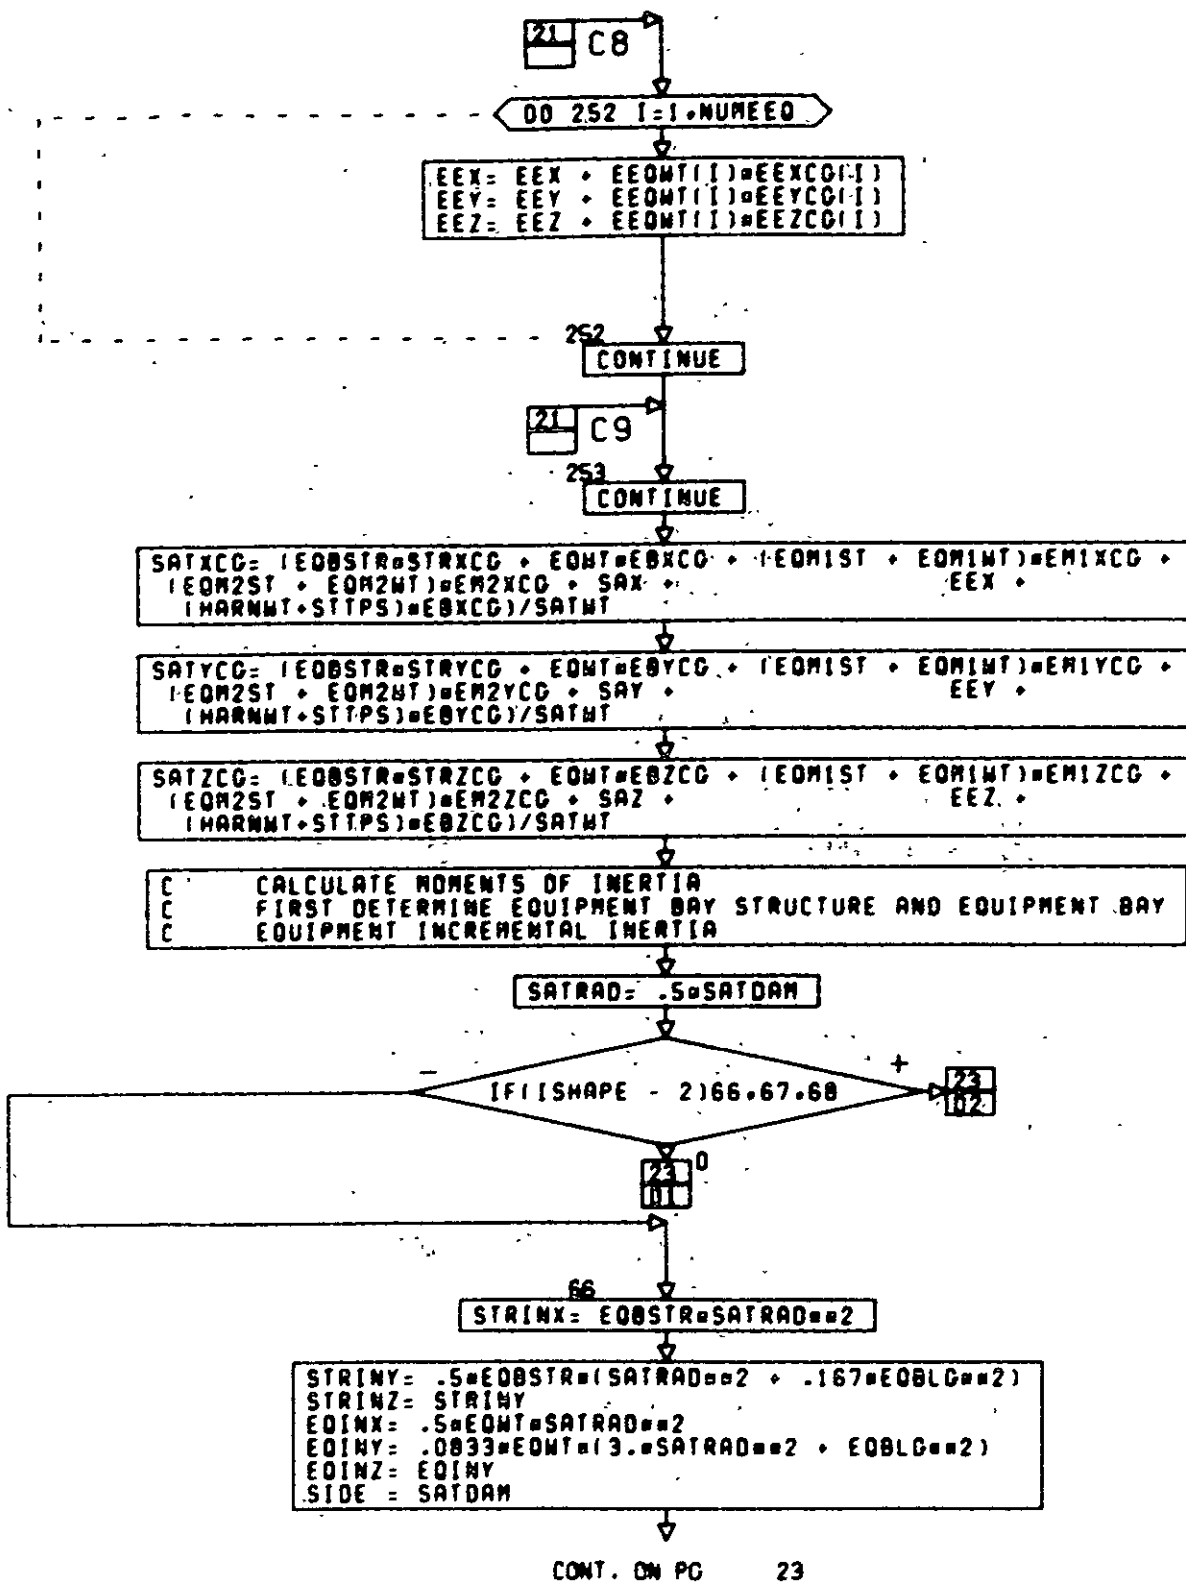 21 C8
DO 252 I=1,NUMEEQ
EEX= EEX + EEQWT(I)*EEXCG(I)
EEY= EEY + EEQWT(I)*EEYCG(I)
EEZ= EEZ + EEQWT(I)*EEZCG(I)
252
CONTINUE
21 C9
253
CONTINUE
SATXCG= (EQBSTR*STRXCG + EQWT*EBXCG + (EQM1ST + EQM1WT)*EM1XCG +
(EQM2ST + EQM2WT)*EM2XCG + SAX + EEX +
(HARNWT+STTPS)*EBXCG)/SATWT
SATYCG= (EQBSTR*STRYCG + EQWT*EBYCG + (EQM1ST + EQM1WT)*EM1YCG +
(EQM2ST + EQM2WT)*EM2YCG + SAY + EEY +
(HARNWT+STTPS)*EBYCG)/SATWT
SATZCG= (EQBSTR*STRZCG + EQWT*EBZCG + (EQM1ST + EQM1WT)*EM1ZCG +
(EQM2ST + EQM2WT)*EM2ZCG + SAZ + EEZ +
(HARNWT+STTPS)*EBZCG)/SATWT
C CALCULATE MOMENTS OF INERTIA
C FIRST DETERMINE EQUIPMENT BAY STRUCTURE AND EQUIPMENT BAY
C EQUIPMENT INCREMENTAL INERTIA
SATRAD= .5*SATDAM
- +
IF(ISHAPE - 2)66,67,68
23
D2
0
23
D1
66
STRINX= EQBSTR*SATRAD**2
STRINY= .5*EQBSTR*(SATRAD**2 + .167*EQBLG**2)
STRINZ= STRINY
EQINX= .5*EQWT*SATRAD**2
EQINY= .0833*EQWT*(3.*SATRAD**2 + EQBLG**2)
EQINZ= EQINY
SIDE = SATDAM
CONT. ON PG 23